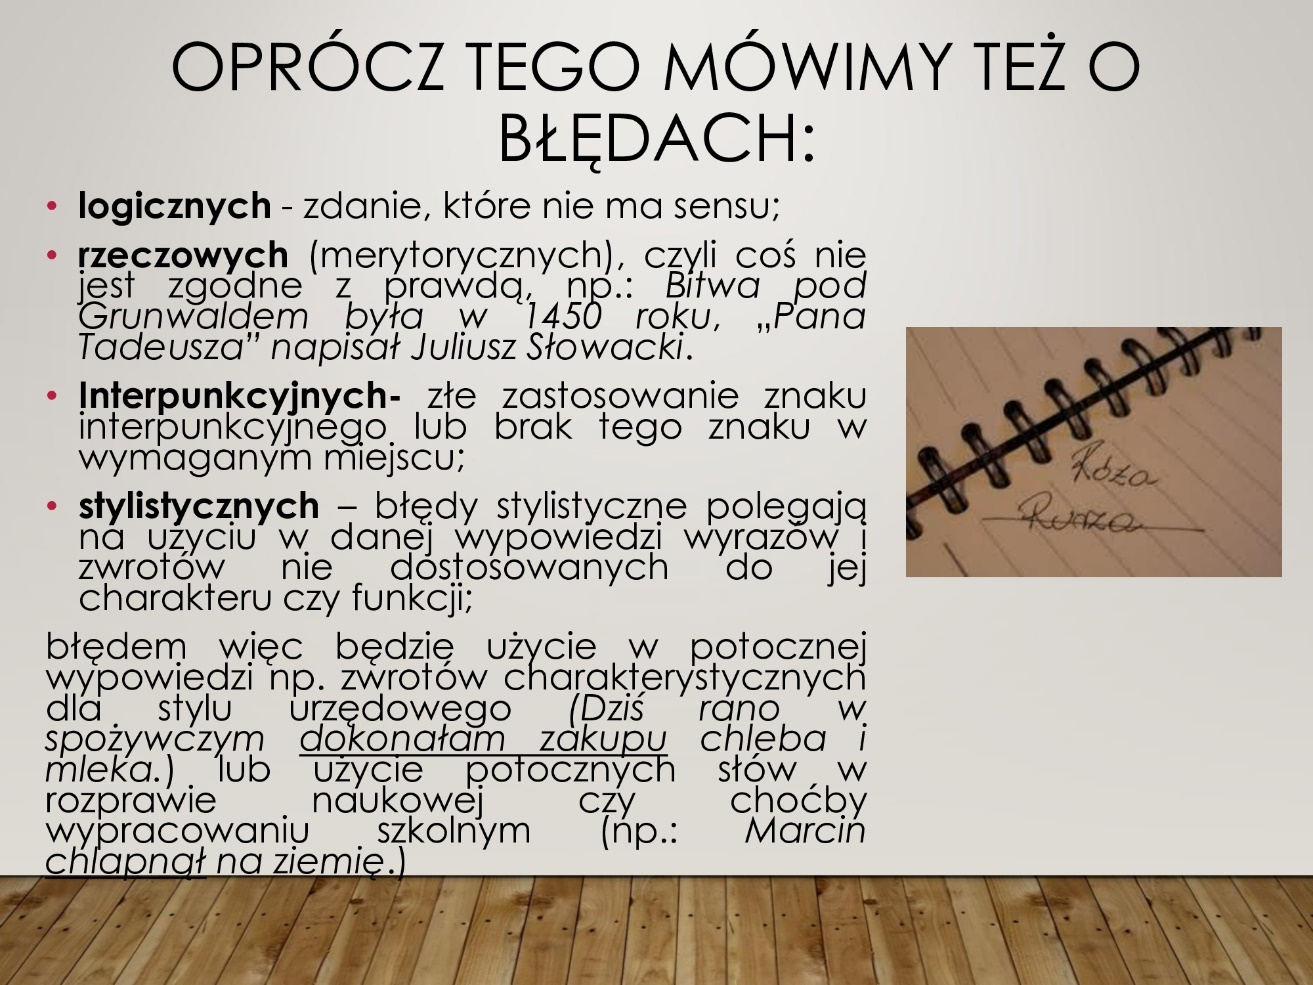 OPRÓCZ TEGO MÓWIMY TEŻ O
BŁĘDACH:
• logicznych - zdanie, które nie ma sensu;
• rzeczowych (merytorycznych), czyli coś nie
jest zgodne z prawdą, np.: Bitwa pod
Grunwaldem była w 1450 roku, „Pana
Tadeusza” napisał Juliusz Słowacki.
• Interpunkcyjnych- złe zastosowanie znaku
interpunkcyjnego lub brak tego znaku w
wymaganym miejscu;
• stylistycznych – błędy stylistyczne polegają
na użyciu w danej wypowiedzi wyrazów i
zwrotów nie dostosowanych do jej
charakteru czy funkcji;
błędem więc będzie użycie w potocznej
wypowiedzi np. zwrotów charakterystycznych
dla stylu urzędowego (Dziś rano w
spożywczym dokonałam zakupu chleba i
mleka.) lub użycie potocznych słów w
rozprawie naukowej czy choćby
wypracowaniu szkolnym (np.: Marcin
chlapnął na ziemię.)
Róża